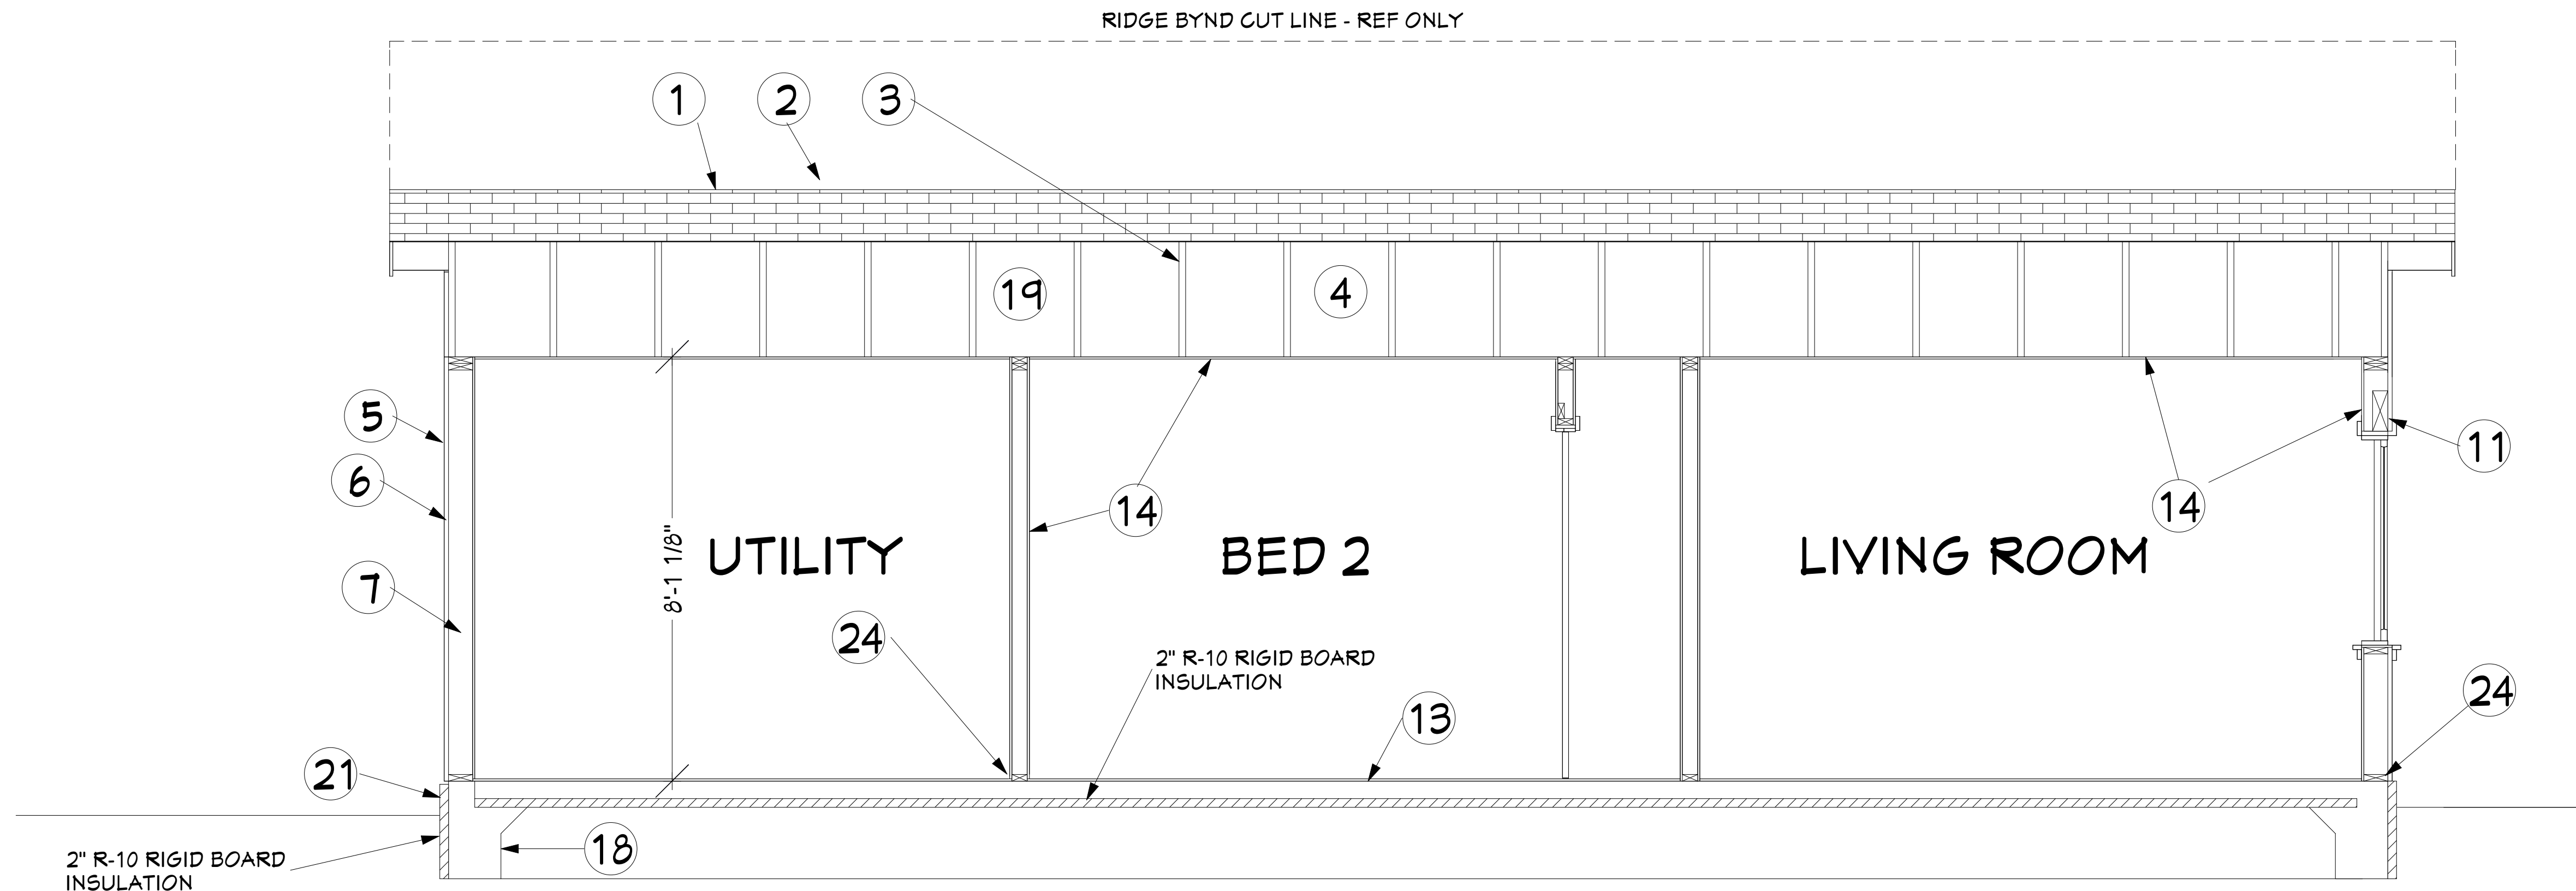 RIDGE BYND CUT LINE - REF ONLY
1
2
3
19
4
5
6
11
14
14
8'-1 1/8"
UTILITY
BED 2
LIVING ROOM
7
24
2" R-10 RIGID BOARD
INSULATION
13
24
21
18
2" R-10 RIGID BOARD
INSULATION